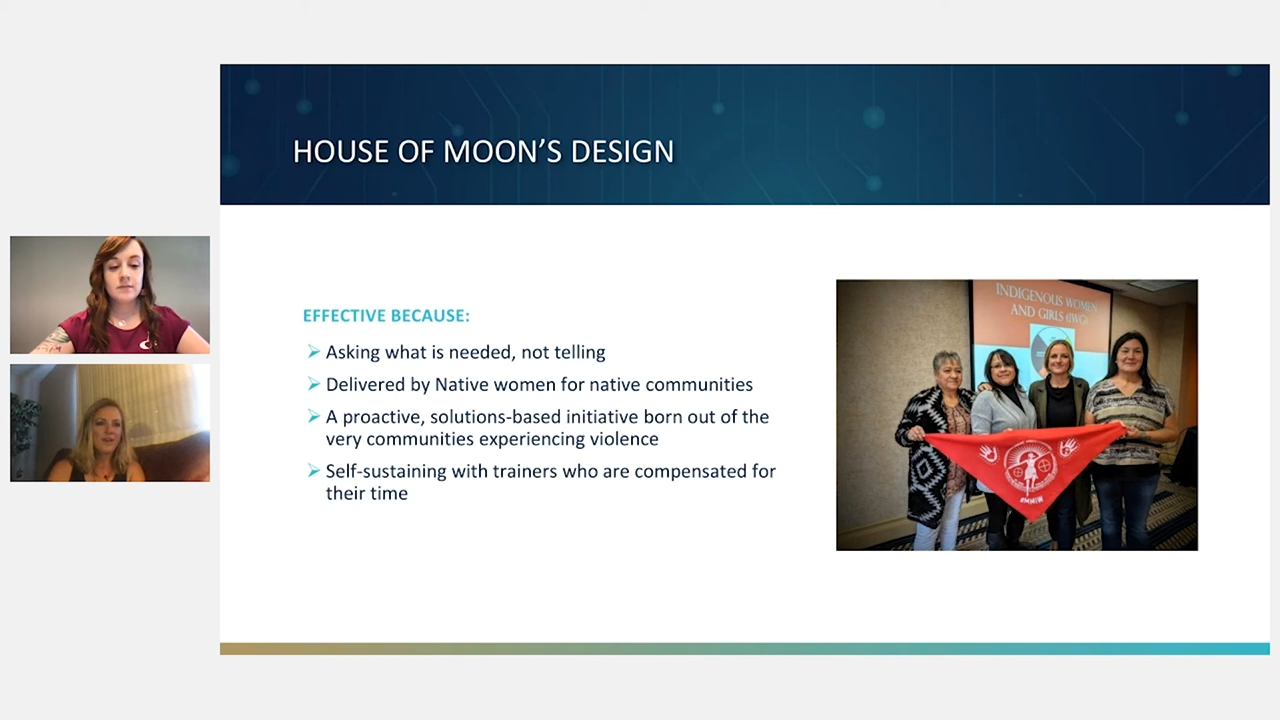 HOUSE OF MOON’S DESIGN
EFFECTIVE BECAUSE:
Asking what is needed, not telling
Delivered by Native women for native communities
A proactive, solutions-based initiative born out of the
very communities experiencing violence
Self-sustaining with trainers who are compensated for
their time
INDIGENOUS WOMEN
AND GIRLS (IWG)
#MMIW